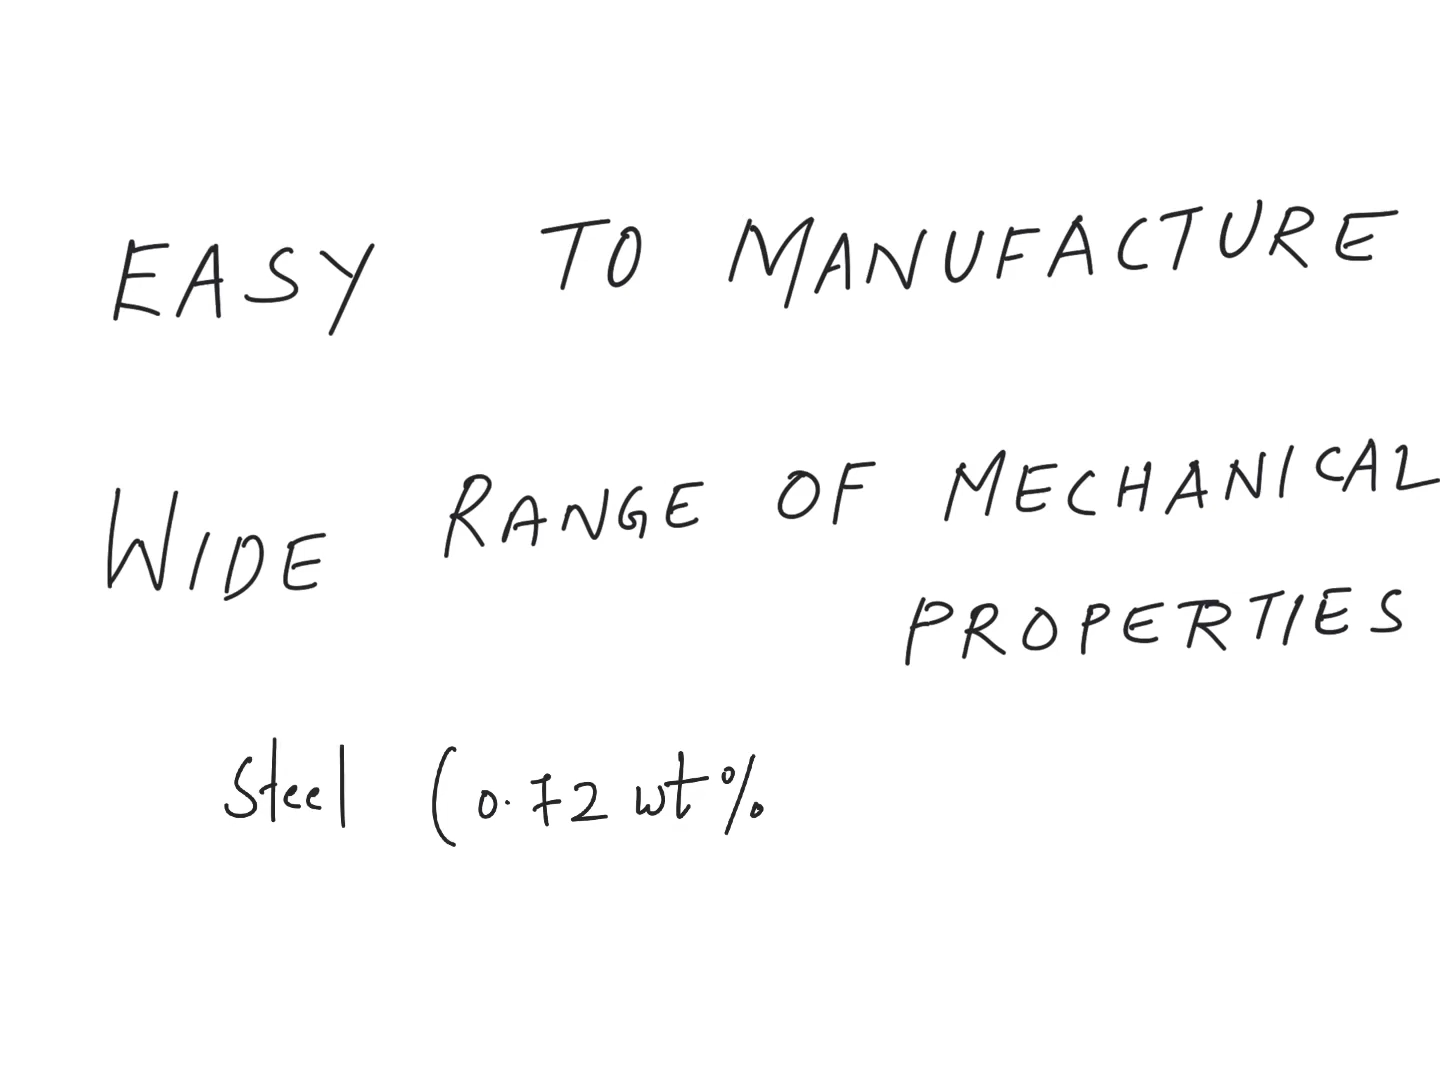 EASY TO MANUFACTURE
WIDE RANGE OF MECHANICAL
PROPERTIES
Steel (0.72 wt%